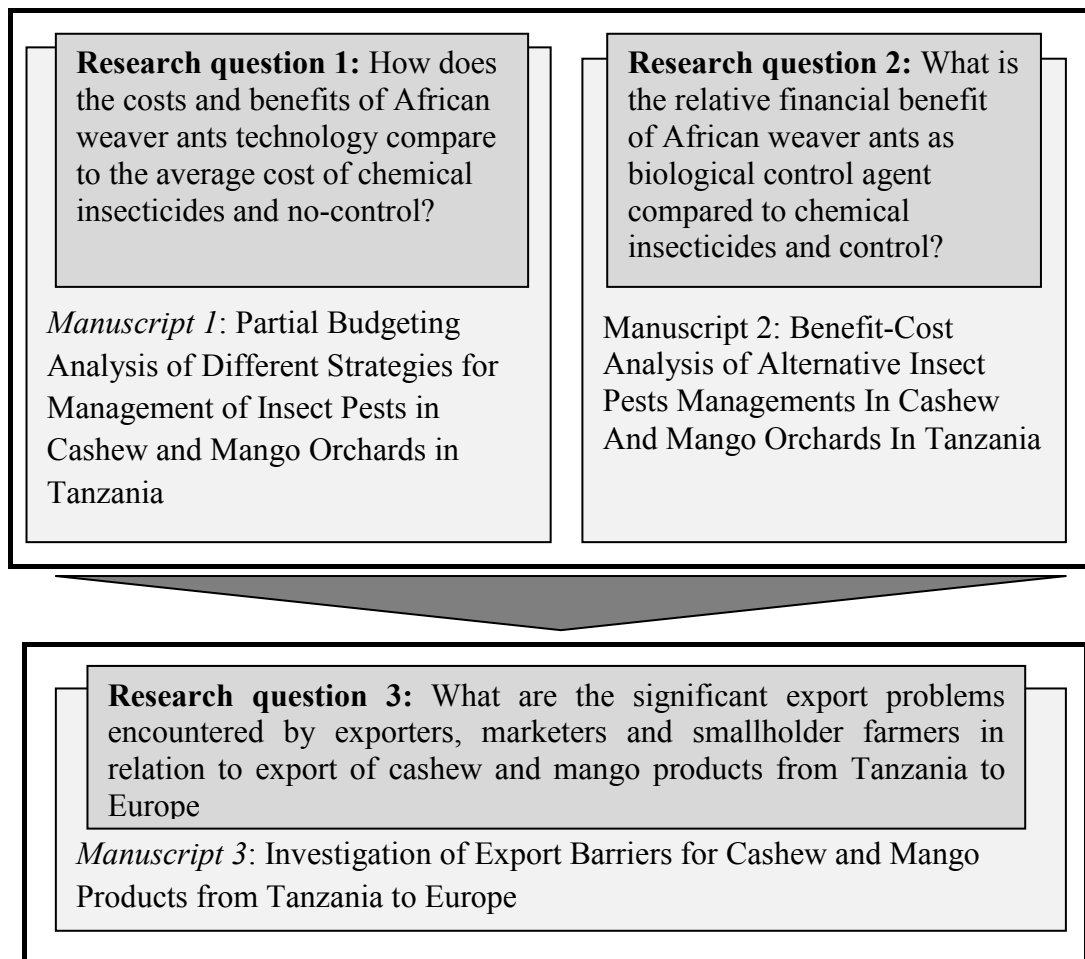 Research question 1: How does
the costs and benefits of African
weaver ants technology compare
to the average cost of chemical
insecticides and no-control?
Manuscript 1: Partial Budgeting
Analysis of Different Strategies for
Management of Insect Pests in
Cashew and Mango Orchards in
Tanzania
Research question 2: What is
the relative financial benefit
of African weaver ants as
biological control agent
compared to chemical
insecticides and control?
Manuscript 2: Benefit-Cost
Analysis of Alternative Insect
Pests Managements In Cashew
And Mango Orchards In Tanzania
Research question 3: What are the significant export problems
encountered by exporters, marketers and smallholder farmers in
relation to export of cashew and mango products from Tanzania to
Europe
Manuscript 3: Investigation of Export Barriers for Cashew and Mango
Products from Tanzania to Europe